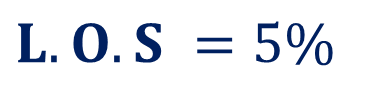 L. O. S = 5%